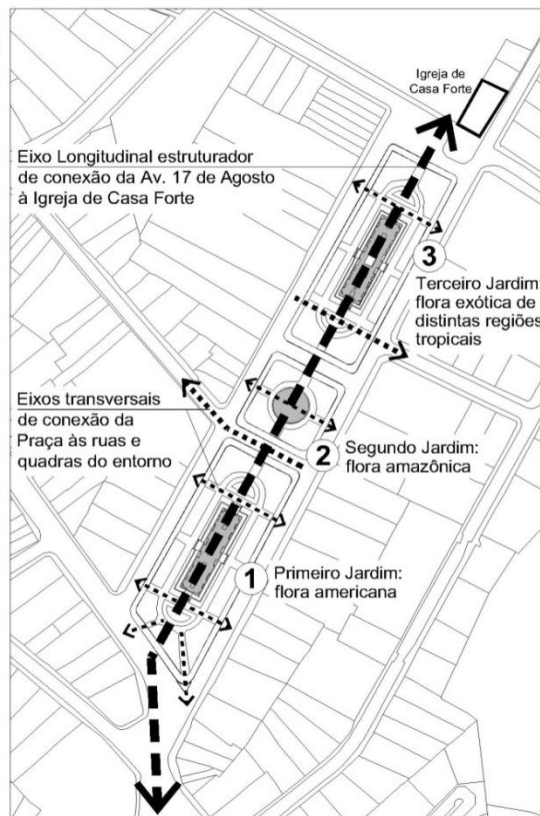 Igreja de
Casa Forte
Eixo Longitudinal estruturador
de conexão da Av. 17 de Agosto
à Igreja de Casa Forte
3
Terceiro Jardim:
flora exótica de
distintas regiões
tropicais
Eixos transversais
de conexão da
Praça às ruas e
quadras do entorno
2
Segundo Jardim:
flora amazônica
1
Primeiro Jardim:
flora americana